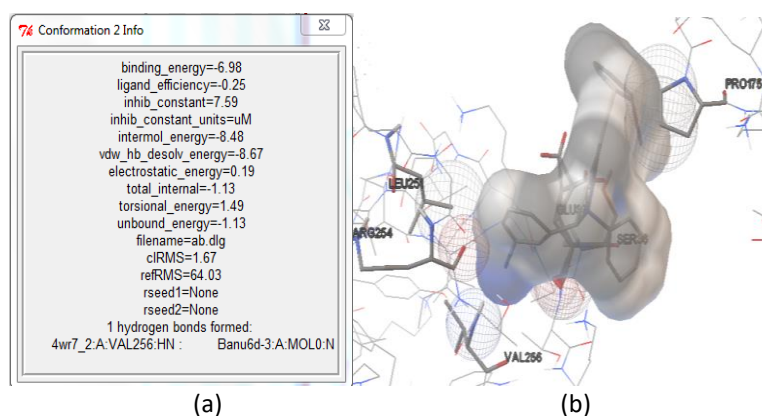 Conformation 2 Info
binding_energy=-6.98
ligand_efficiency=-0.25
inhib_constant=7.59
inhib_constant_units=uM
intermol_energy=-8.48
vdw_hb_desolv_energy=-8.67
electrostatic_energy=0.19
total_internal=-1.13
torsional_energy=1.49
unbound_energy=-1.13
filename=ab.dlg
clRMS=1.67
refRMS=64.03
rseed1=None
rseed2=None
1 hydrogen bonds formed:
4wr7_2:A:VAL256:HN : Banu6d-3:A:MOL0:N
PRO175
LEU251
ARG254
VAL256
(a)
(b)